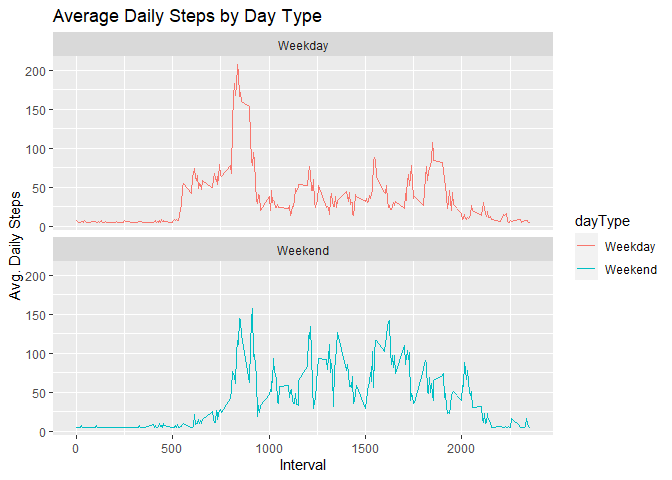 Average Daily Steps by Day Type
Weekday
200
150
100
50
0
Weekend
200
150
100
50
0
Avg. Daily Steps
0 500 1000 1500 2000
Interval
dayType
Weekday
Weekend